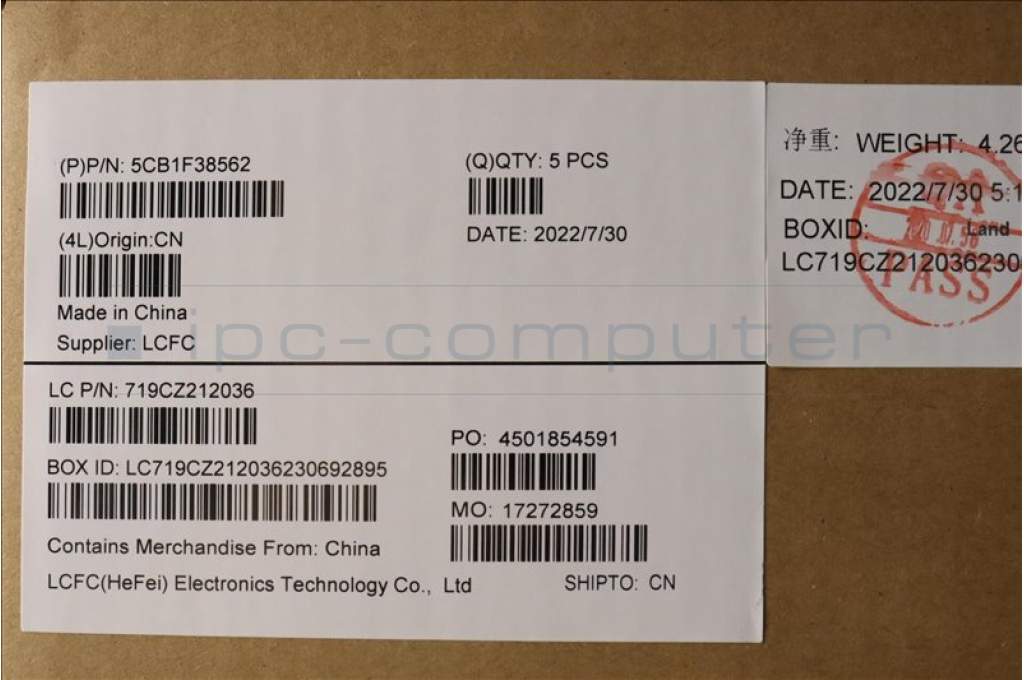 (P)P/N: 5CB1F38562
(Q)QTY: 5 PCS
(4L)Origin:CN
DATE: 2022/7/30
Made in China
Supplier: LCFC
净重: WEIGHT: 4.26
DATE: 2022/7/30 5:1
BOXID: Land
LC719CZ212036230
PASS
ipc-computer
LC P/N: 719CZ212036
PO: 4501854591
BOX ID: LC719CZ212036230692895
MO: 17272859
Contains Merchandise From: China
LCFC(HeFei) Electronics Technology Co., Ltd
SHIPTO: CN